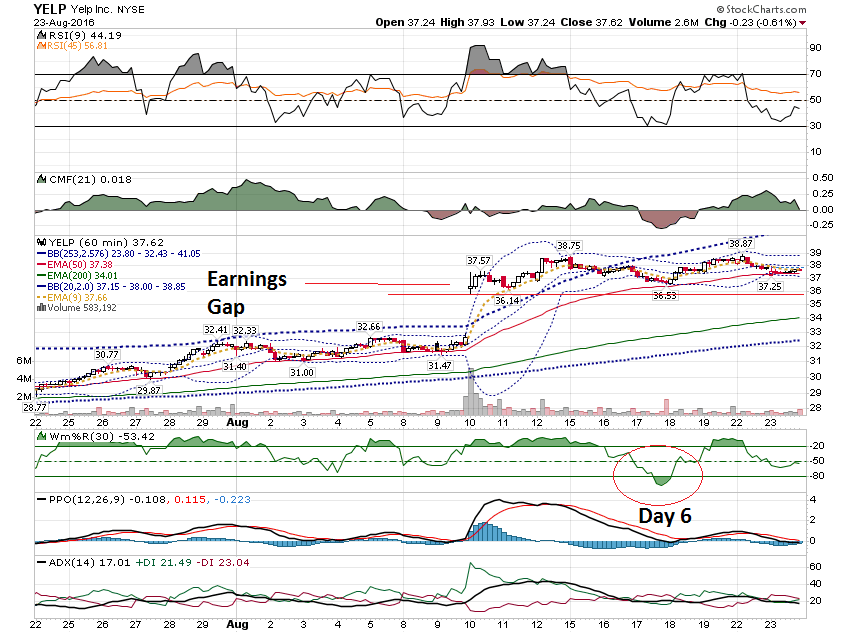 YELP Yelp Inc. NYSE
© StockCharts.com
23-Aug-2016
Open 37.24 High 37.93 Low 37.24 Close 37.62 Volume 2.6M Chg -0.23 (-0.61%)
RSI(9) 44.19
RSI(45) 56.81
90
70
50
30
10
CMF(21) 0.018
0.50
0.25
0.00
-0.25
YELP (60 min) 37.62
BB(253,2.576) 23.80 - 32.43 - 41.05
EMA(50) 37.38
EMA(200) 34.01
BB(20,2.0) 37.15 - 38.00 - 38.85
EMA(9) 37.66
Volume 583,192
Earnings
Gap
37.57
38.75
38.87
36.14
36.53
37.25
32.41 32.33
32.66
30.77
31.40
31.00
31.47
29.87
28.77
39
38
37
36
35
34
33
32
31
30
29
28
6M
4M
2M
22 25 26 27 28 29 Aug 2 3 4 5 8 9 10 11 12 15 16 17 18 19 22 23
Wm%R(30) -53.42
-20
-50
-80
Day 6
PPO(12,26,9) -0.108, 0.115, -0.223
4
2
0
ADX(14) 17.01 +DI 21.49 -DI 23.04
60
40
20
22 25 26 27 28 29 Aug 2 3 4 5 8 9 10 11 12 15 16 17 18 19 22 23